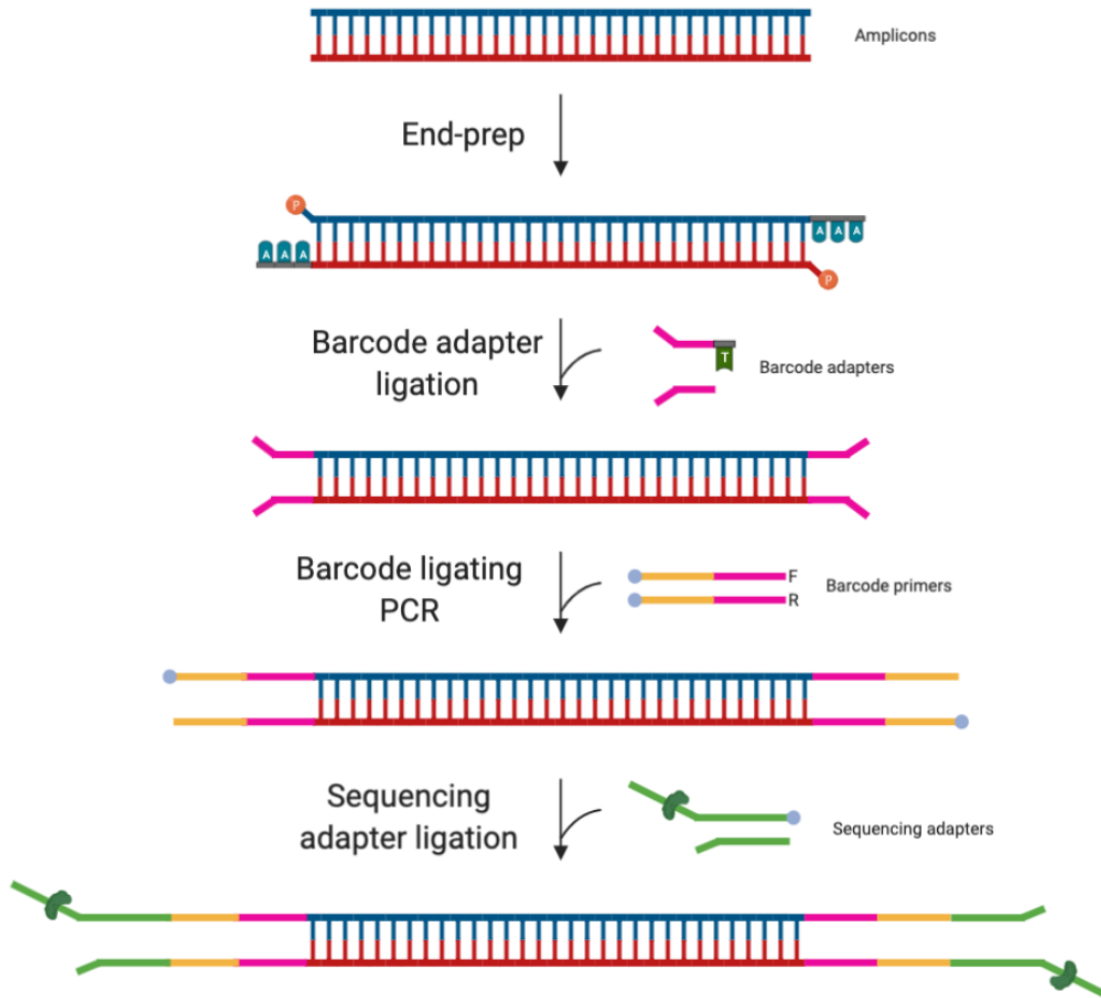 Amplicons
End-prep
P
A A A
A A A
P
Barcode adapter
ligation
T
Barcode adapters
Barcode ligating
PCR
F
R
Barcode primers
Sequencing
adapter ligation
Sequencing adapters